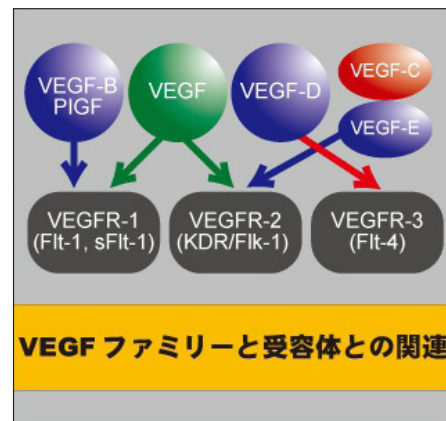 VEGF-B
PlGF
VEGF
VEGF-D
VEGF-C
VEGF-E
VEGFR-1
(Flt-1, sFlt-1)
VEGFR-2
(KDR/Flk-1)
VEGFR-3
(Flt-4)
VEGF ファミリーと受容体との関連